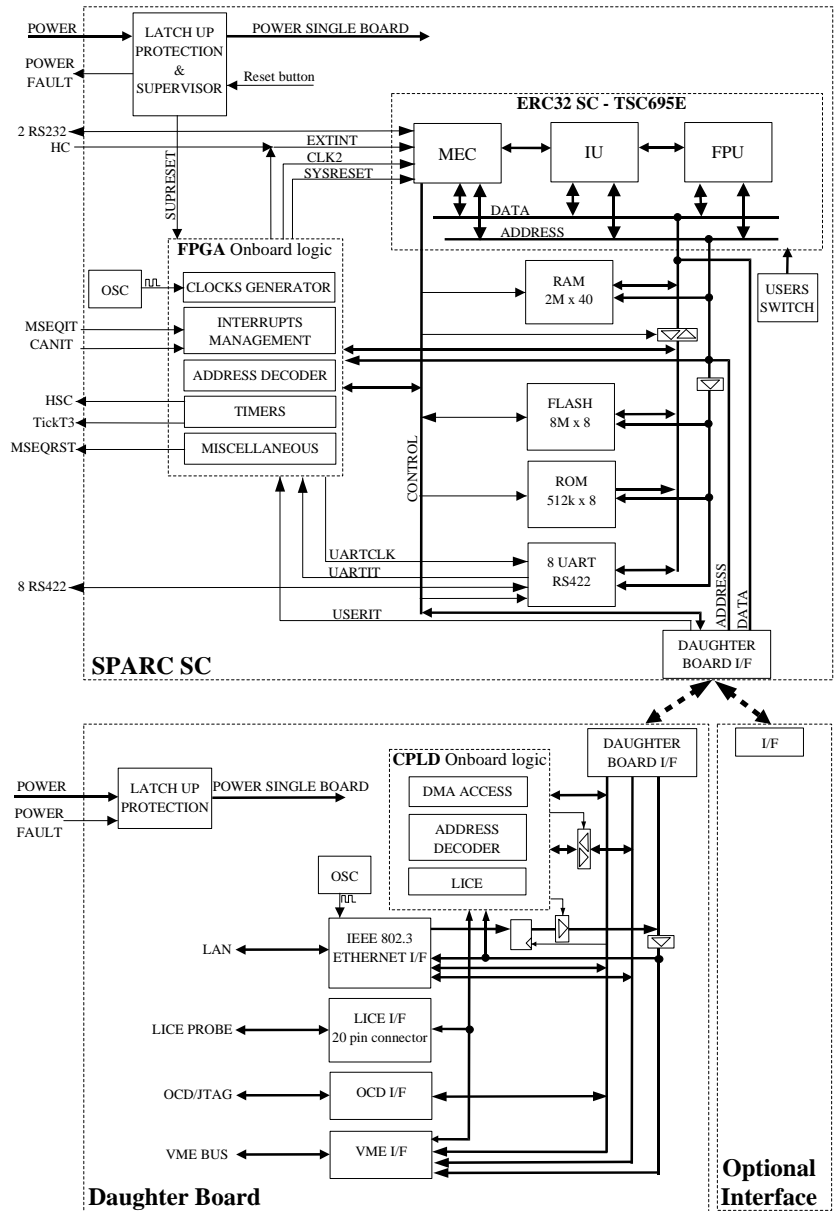 POWER
LATCH UP
PROTECTION
&
SUPERVISOR
POWER SINGLE BOARD
POWER
FAULT
Reset button
ERC32 SC - TSC695E
2 RS232
HC
EXTINT
CLK2
SYSRESET
MEC
IU
FPU
SUPRESET
DATA
ADDRESS
FPGA Onboard logic
OSC
CLOCKS GENERATOR
RAM
2M x 40
USERS
SWITCH
MSEQIT
CANIT
INTERRUPTS
MANAGEMENT
ADDRESS DECODER
HSC
TIMERS
TickT3
MSEQRST
MISCELLANEOUS
FLASH
8M x 8
CONTROL
ROM
512k x 8
UARTCLK
UARTIT
8 UART
RS422
8 RS422
USERIT
ADDRESS
DATA
SPARC SC
DAUGHTER
BOARD I/F
DAUGHTER
BOARD I/F
I/F
CPLD Onboard logic
POWER
LATCH UP
PROTECTION
POWER SINGLE BOARD
POWER
FAULT
DMA ACCESS
ADDRESS
DECODER
LICE
OSC
LAN
IEEE 802.3
ETHERNET I/F
LICE PROBE
LICE I/F
20 pin connector
OCD/JTAG
OCD I/F
VME BUS
VME I/F
Daughter Board
Optional
Interface